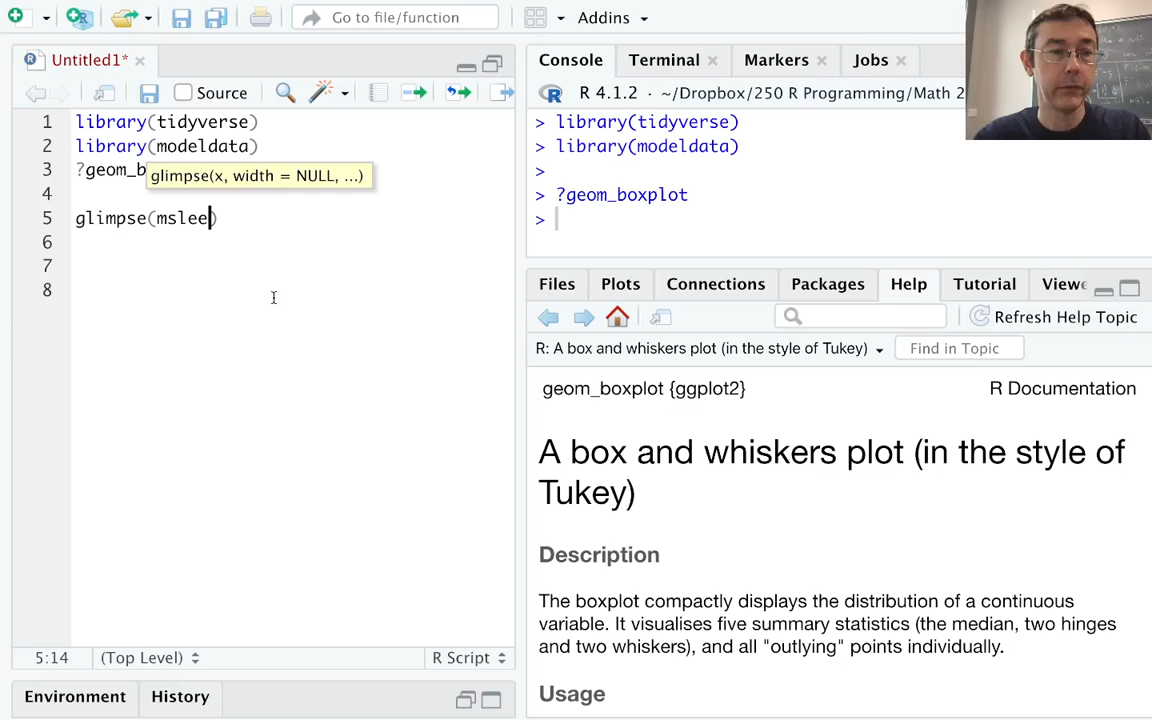 Go to file/function
Addins
Untitled1*
Source
1 library(tidyverse)
2 library(modeldata)
3 ?geom_b
glimpse(x, width = NULL, ...)
4
5 glimpse(mslee)
6
7
8
5:14
(Top Level)
R Script
Environment
History
Console
Terminal
Markers
Jobs
R 4.1.2 · ~/Dropbox/250 R Programming/Math 2
> library(tidyverse)
> library(modeldata)
>
> ?geom_boxplot
>
Files
Plots
Connections
Packages
Help
Tutorial
Viewe
Refresh Help Topic
R: A box and whiskers plot (in the style of Tukey)
Find in Topic
geom_boxplot {ggplot2}
R Documentation
A box and whiskers plot (in the style of
Tukey)
Description
The boxplot compactly displays the distribution of a continuous
variable. It visualises five summary statistics (the median, two hinges
and two whiskers), and all "outlying" points individually.
Usage